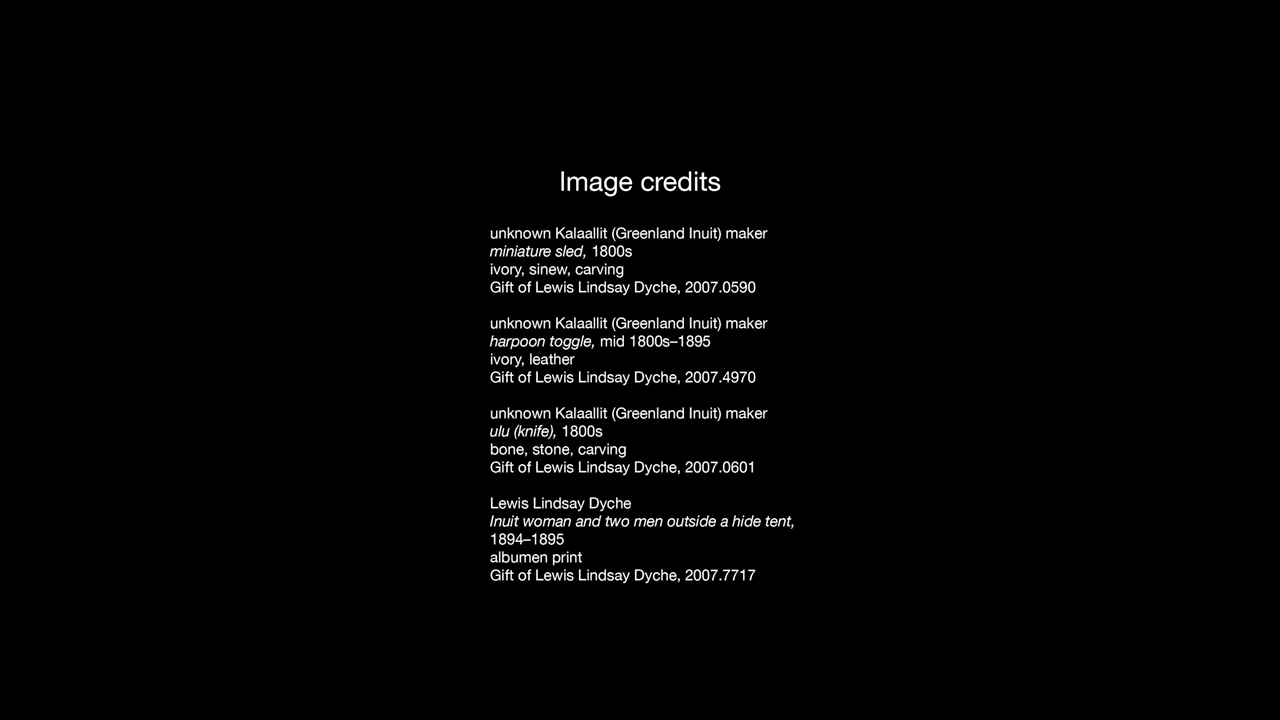 Image credits
unknown Kalaallit (Greenland Inuit) maker
miniature sled, 1800s
ivory, sinew, carving
Gift of Lewis Lindsay Dyche, 2007.0590
unknown Kalaallit (Greenland Inuit) maker
harpoon toggle, mid 1800s–1895
ivory, leather
Gift of Lewis Lindsay Dyche, 2007.4970
unknown Kalaallit (Greenland Inuit) maker
ulu (knife), 1800s
bone, stone, carving
Gift of Lewis Lindsay Dyche, 2007.0601
Lewis Lindsay Dyche
Inuit woman and two men outside a hide tent,
1894–1895
albumen print
Gift of Lewis Lindsay Dyche, 2007.7717